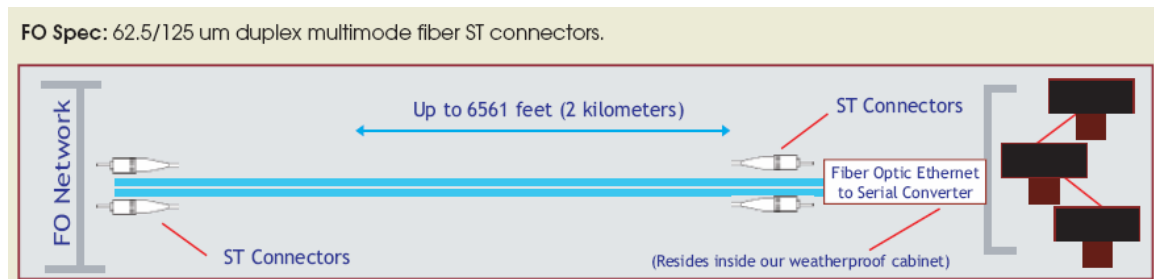 FO Spec: 62.5/125 um duplex multimode fiber ST connectors.
FO Network
Up to 6561 feet (2 kilometers)
ST Connectors
Fiber Optic Ethernet
to Serial Converter
ST Connectors
(Resides inside our weatherproof cabinet)